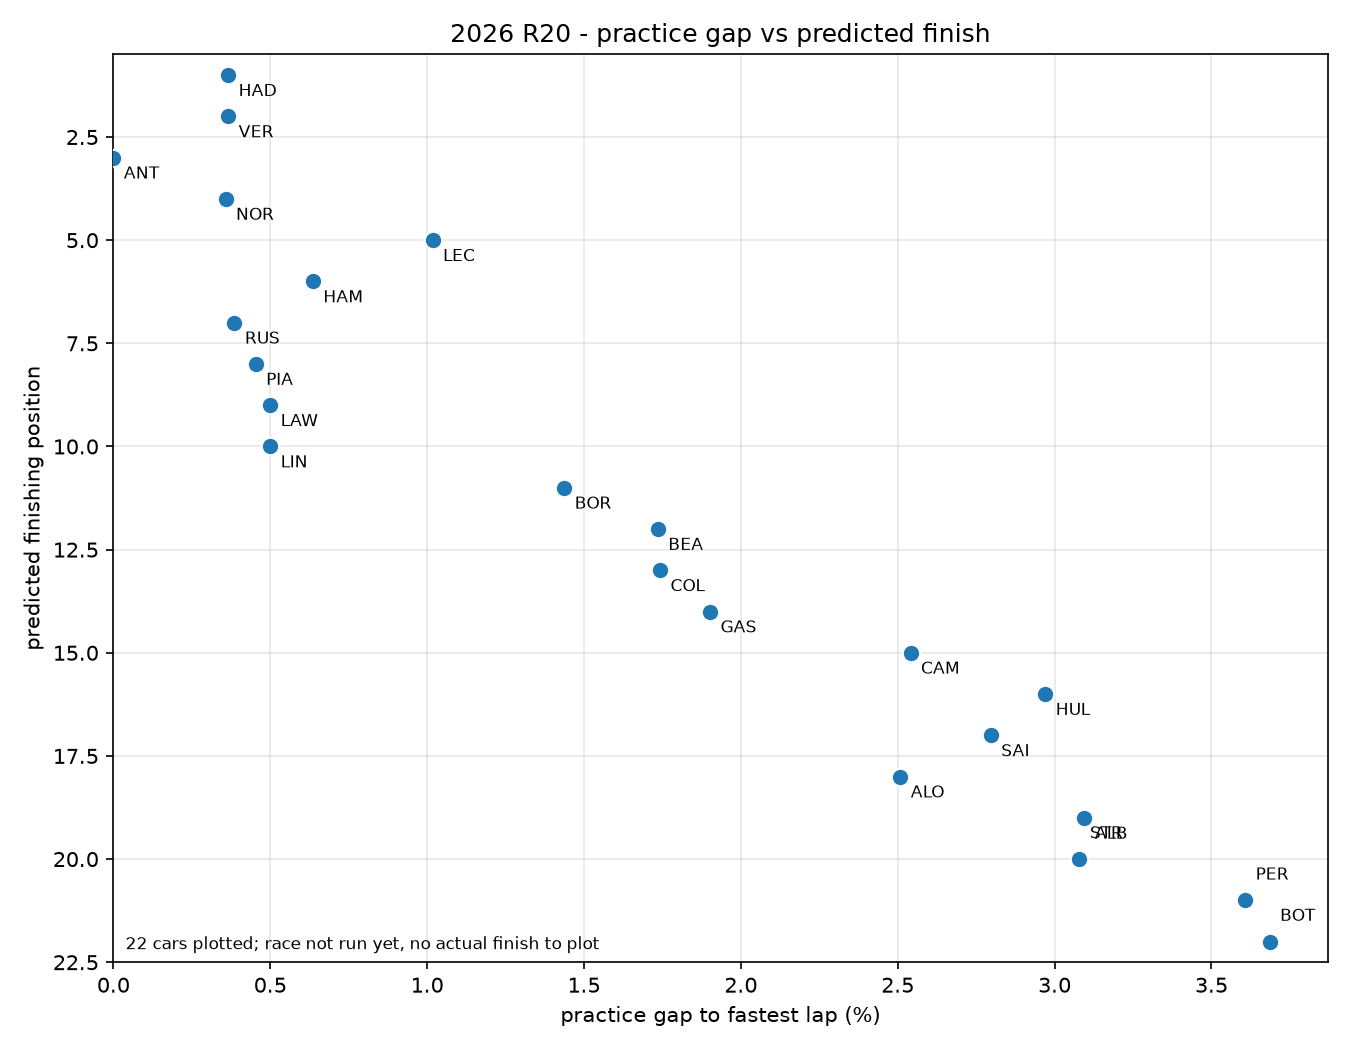 2026 R20 - practice gap vs predicted finish
HAD
VER
2.5
ANT
NOR
5.0
LEC
HAM
RUS
7.5
PIA
LAW
10.0
LIN
BOR
12.5
BEA
COL
GAS
15.0
CAM
HUL
SAI
17.5
ALO
STR
ALB
20.0
PER
BOT
22 cars plotted; race not run yet, no actual finish to plot
22.5
0.0 0.5 1.0 1.5 2.0 2.5 3.0 3.5
practice gap to fastest lap (%)
predicted finishing position